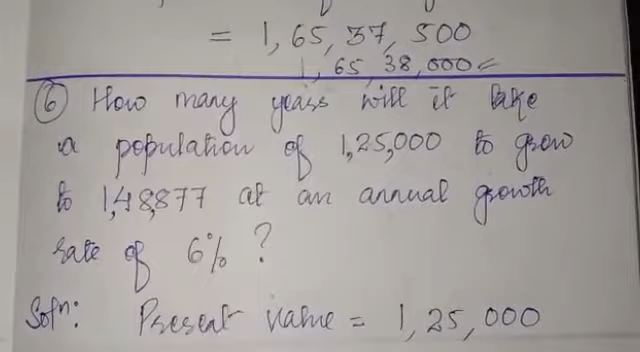 = 1,65,37,500
1,65,38,000
⑥ How many years will it take
a population of 1,25,000 to grow
to 1,48,877 at an annual growth
rate of 6% ?
Solⁿ: Present value = 1,25,000